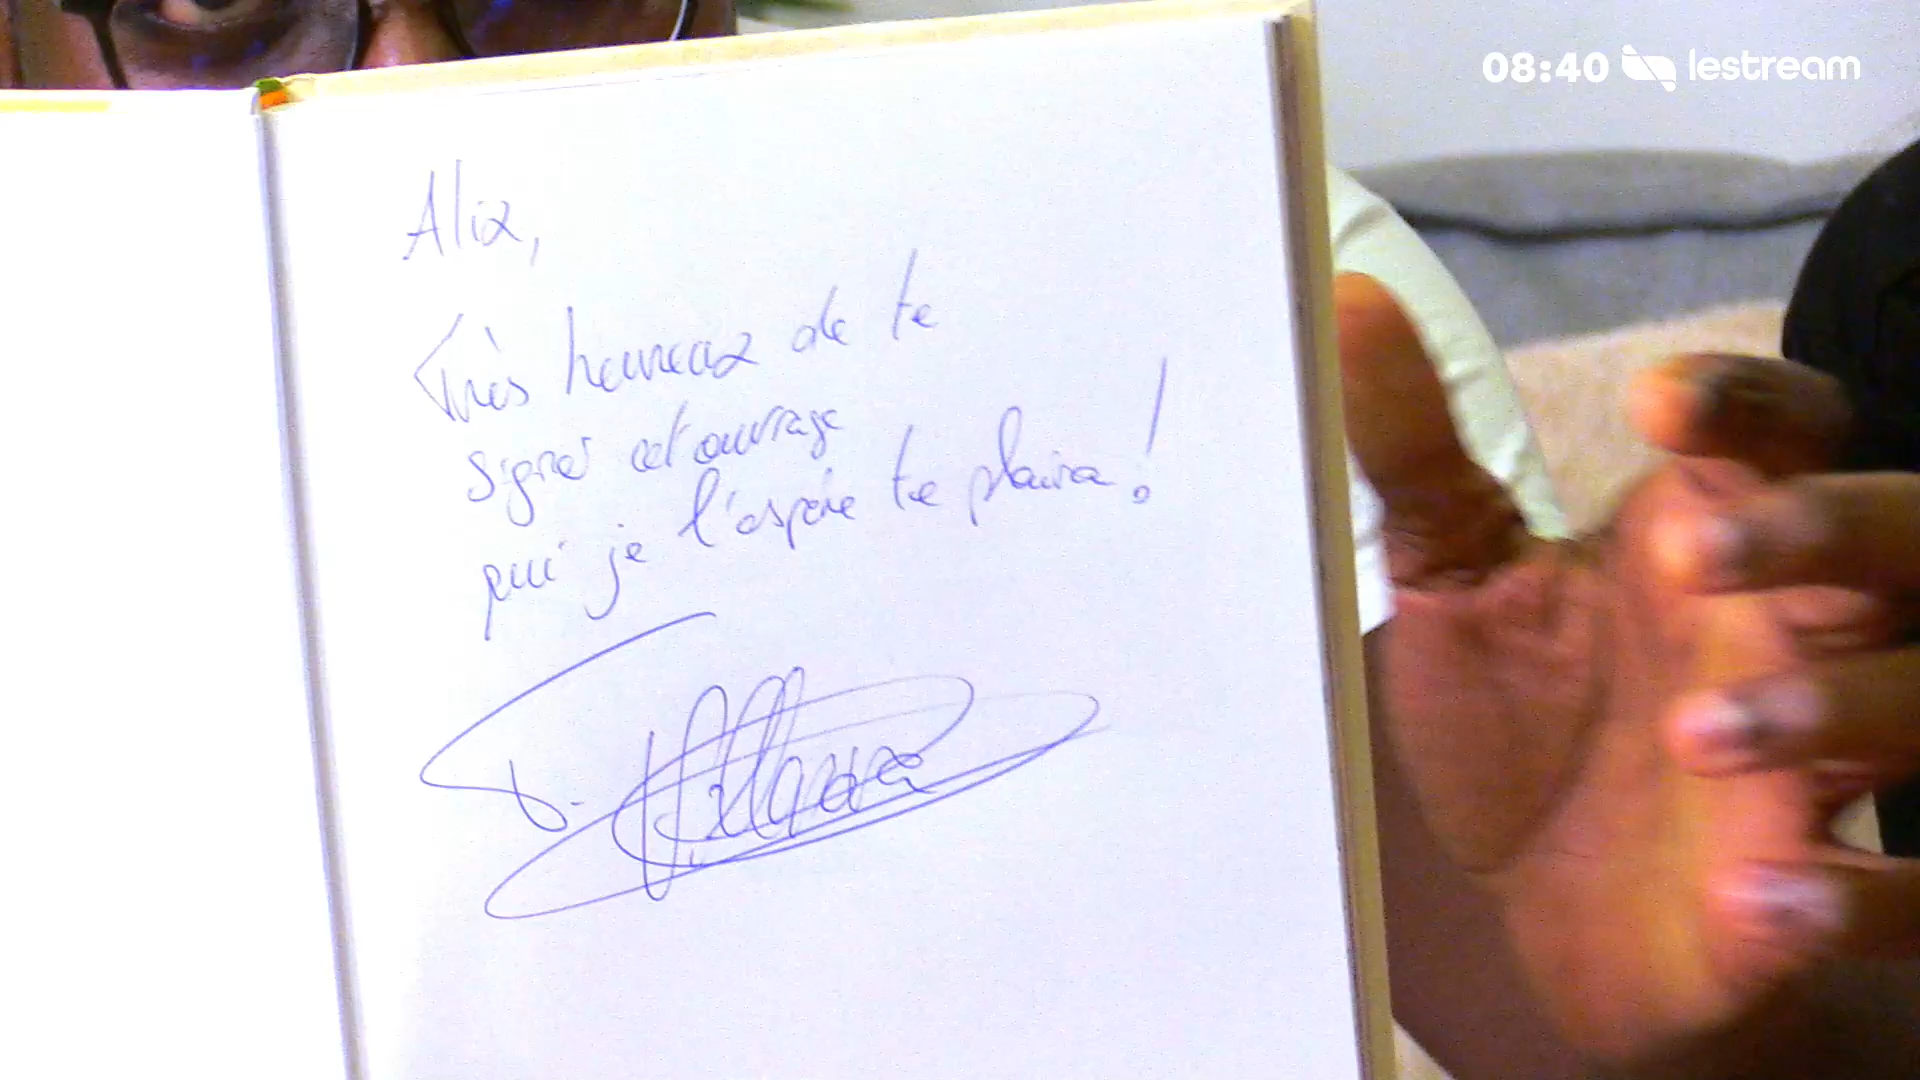 08:40 lestream
Alix,
Très heureux de te
signer cet ouvrage
qui je l'espère te plaira !